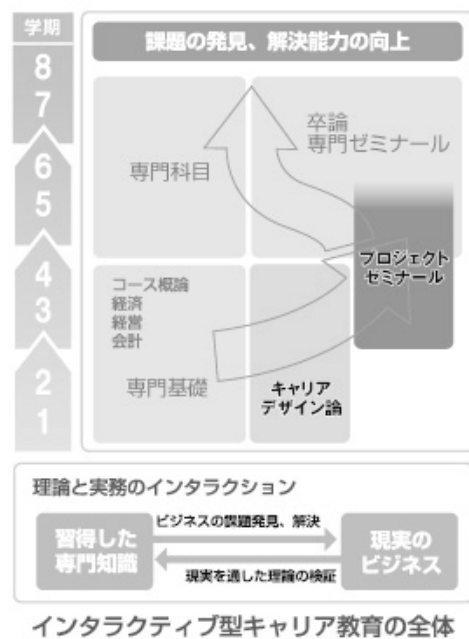 学期
課題の発見、解決能力の向上
8
7
6
5
4
3
2
1
専門科目
卒論
専門ゼミナール
プロジェクト
セミナール
コース概論
経済
経営
会計
専門基礎
キャリア
デザイン論
理論と実務のインタラクション
習得した
専門知識
ビジネスの課題発見、解決
現実を通した理論の検証
現実の
ビジネス
インタラクティブ型キャリア教育の全体